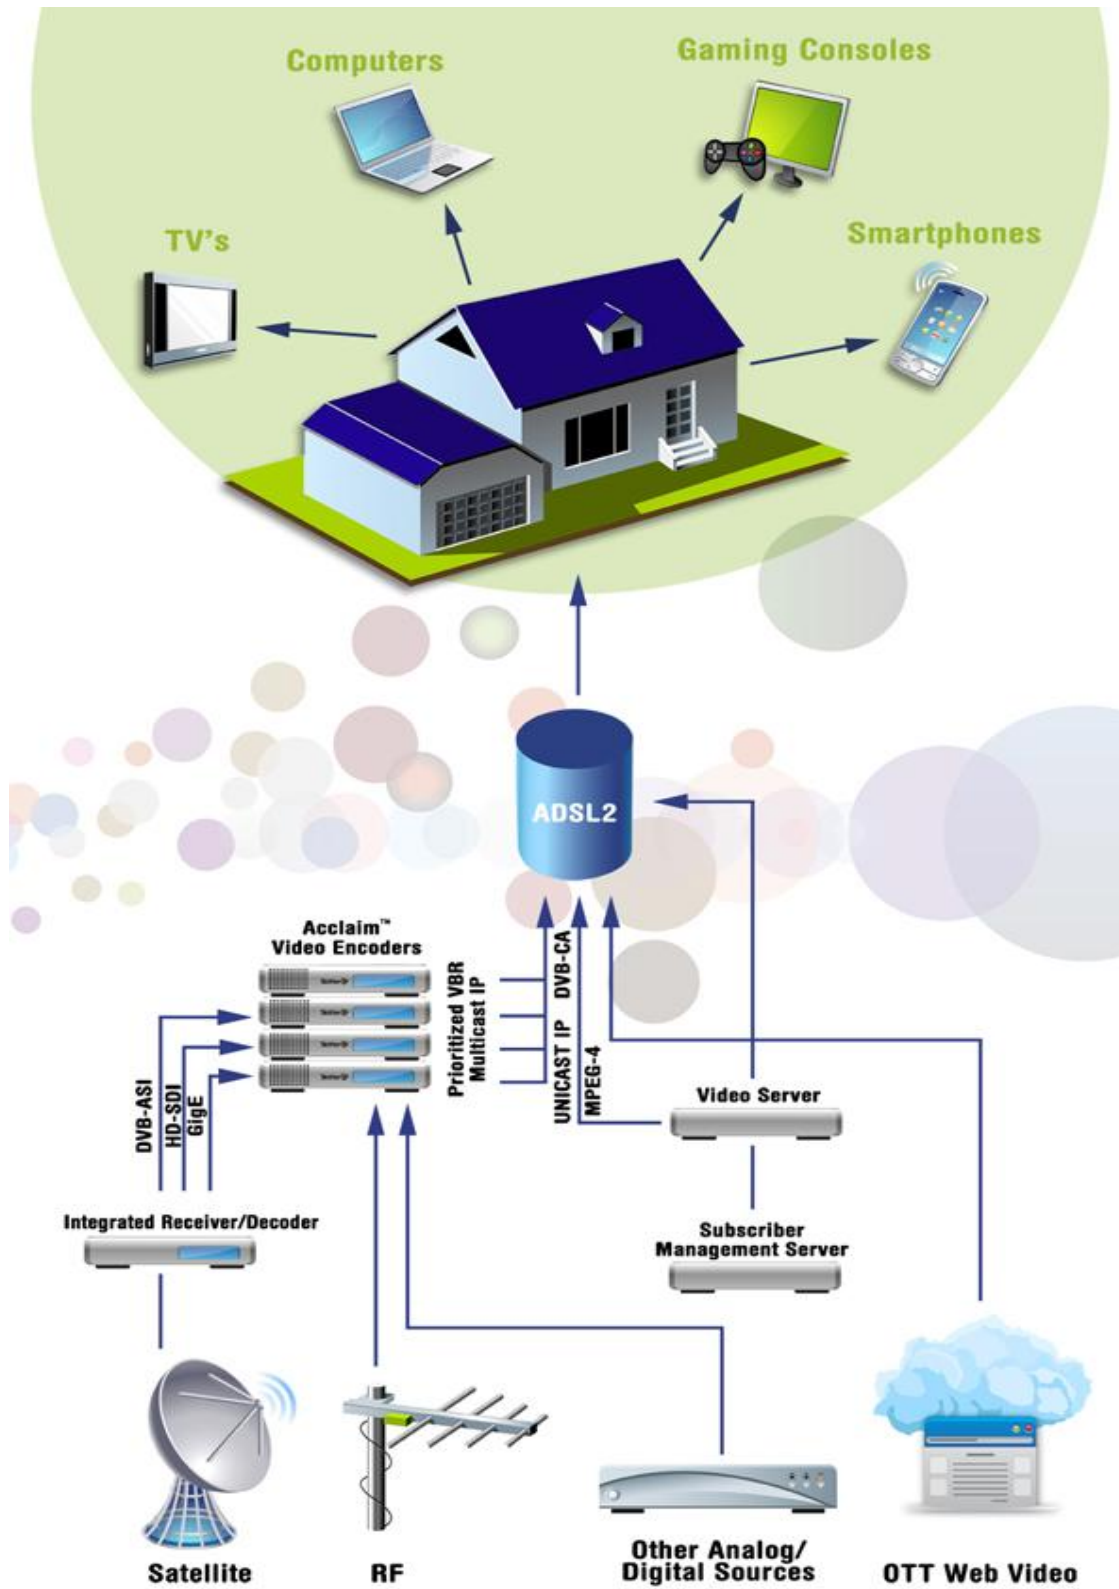 Computers
Gaming Consoles
TV's
Smartphones
ADSL2
Acclaim™
Video Encoders
Prioritized VBR
Multicast IP
UNICAST IP
DVB-CA
MPEG-4
DVB-ASI
HD-SDI
GigE
Video Server
Integrated Receiver/Decoder
Subscriber
Management Server
Satellite
RF
Other Analog/
Digital Sources
OTT Web Video